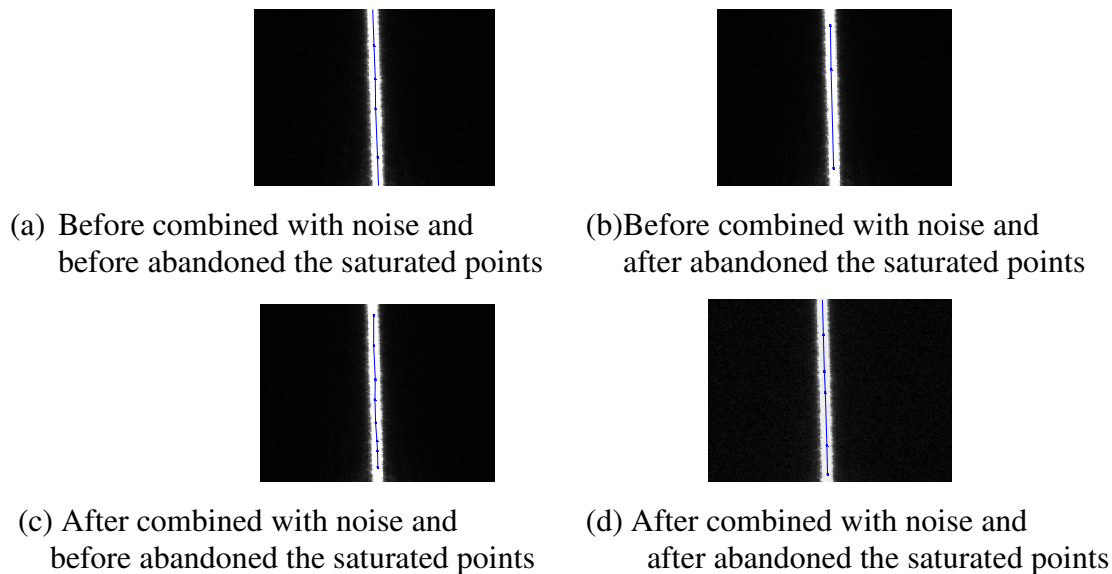 (a) Before combined with noise and
before abandoned the saturated points
(b)Before combined with noise and
after abandoned the saturated points
(c) After combined with noise and
before abandoned the saturated points
(d) After combined with noise and
after abandoned the saturated points